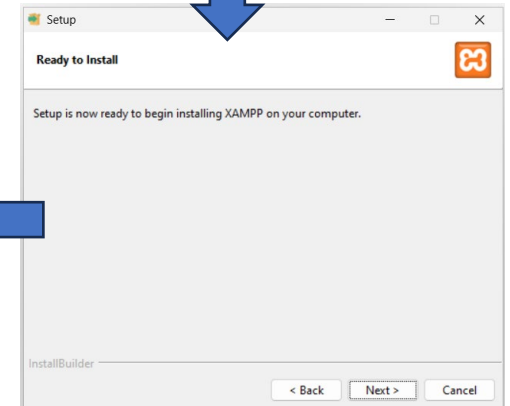 Setup
Ready to Install
Setup is now ready to begin installing XAMPP on your computer.
InstallBuilder
< Back Next > Cancel